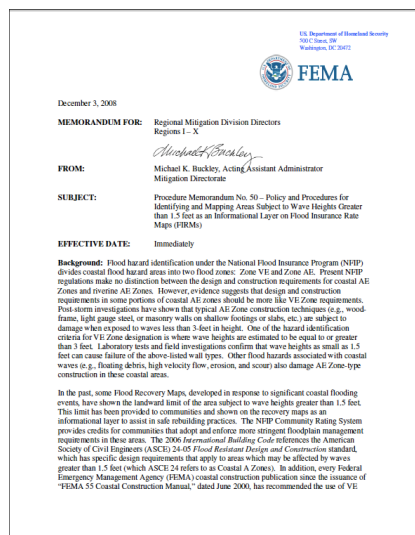 U.S. Department of Homeland Security
500 C Street, SW
Washington, DC 20472
FEMA
December 3, 2008
MEMORANDUM FOR: Regional Mitigation Division Directors
Regions I – X
Michael K Buckley
FROM: Michael K. Buckley, Acting Assistant Administrator
Mitigation Directorate
SUBJECT: Procedure Memorandum No. 50 – Policy and Procedures for
Identifying and Mapping Areas Subject to Wave Heights Greater
than 1.5 feet as an Informational Layer on Flood Insurance Rate
Maps (FIRMs)
EFFECTIVE DATE: Immediately
Background: Flood hazard identification under the National Flood Insurance Program (NFIP)
divides coastal flood hazard areas into two flood zones: Zone VE and Zone AE. Present NFIP
regulations make no distinction between the design and construction requirements for coastal AE
Zones and riverine AE Zones. However, evidence suggests that design and construction
requirements in some portions of coastal AE zones should be more like VE Zone requirements.
Post-storm investigations have shown that typical AE Zone construction techniques (e.g., wood-
frame, light gauge steel, or masonry walls on shallow footings or slabs, etc.) are subject to
damage when exposed to waves less than 3-feet in height. One of the hazard identification
criteria for VE Zone designation is where wave heights are estimated to be equal to or greater
than 3 feet. Laboratory tests and field investigations confirm that wave heights as small as 1.5
feet can cause failure of the above-listed wall types. Other flood hazards associated with coastal
waves (e.g., floating debris, high velocity flow, erosion, and scour) also damage AE Zone-type
construction in these coastal areas.
In the past, some Flood Recovery Maps, developed in response to significant coastal flooding
events, have shown the landward limit of the area subject to wave heights greater than 1.5 feet.
This limit has been provided to communities and shown on the recovery maps as an
informational layer to assist in safe rebuilding practices. The NFIP Community Rating System
provides credits for communities that adopt and enforce more stringent floodplain management
requirements in these areas. The 2006 International Building Code references the American
Society of Civil Engineers (ASCE) 24-05 Flood Resistant Design and Construction standard,
which has specific design requirements that apply to areas which may be affected by waves
greater than 1.5 feet (which ASCE 24 refers to as Coastal A Zones). In addition, every Federal
Emergency Management Agency (FEMA) coastal construction publication since the issuance of
"FEMA 55 Coastal Construction Manual," dated June 2000, has recommended the use of VE